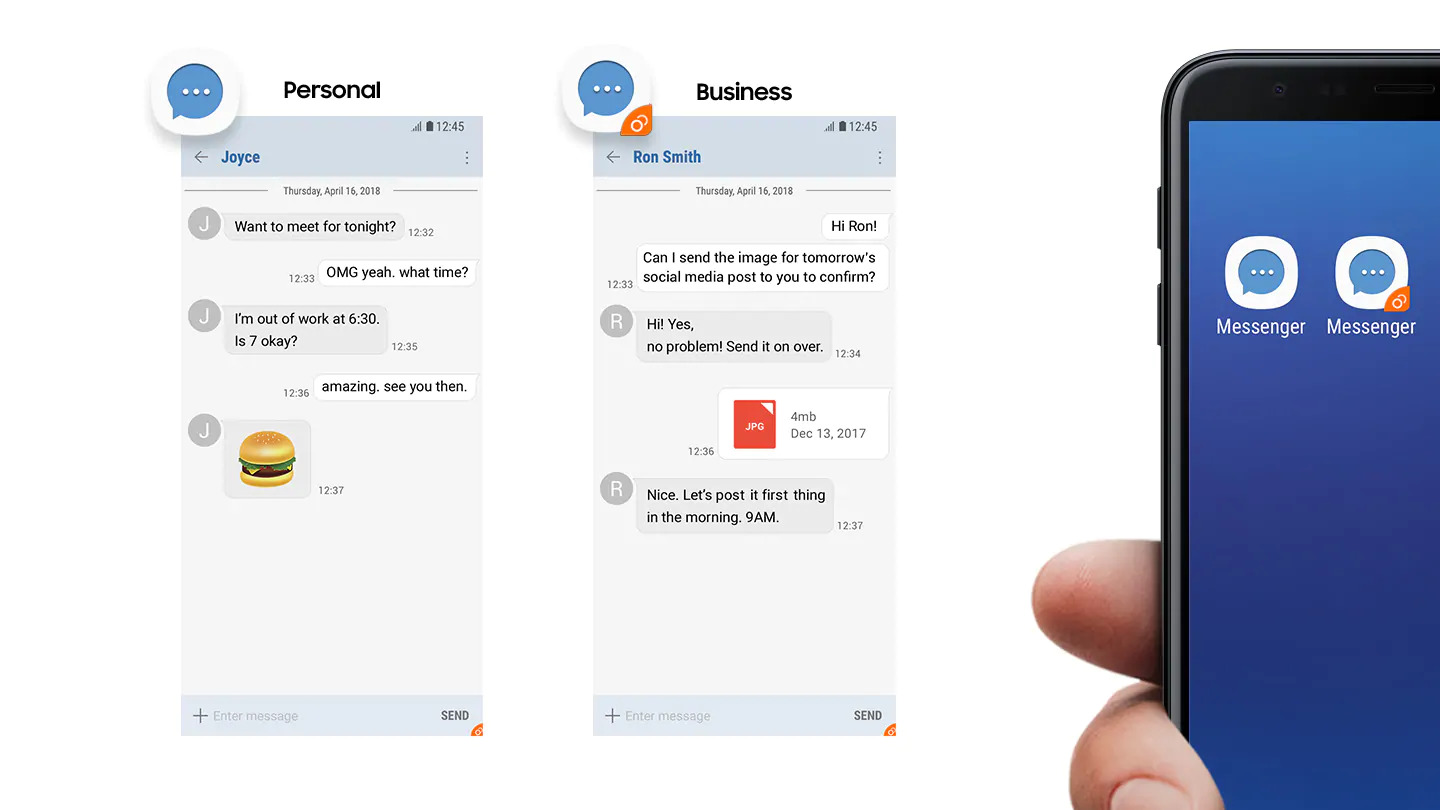 Personal
12:45
Joyce
Thursday, April 16, 2018
J
Want to meet for tonight?
12:32
OMG yeah. what time?
12:33
J
I'm out of work at 6:30.
Is 7 okay?
12:35
amazing. see you then.
12:36
J
12:37
Enter message
SEND
Business
12:45
Ron Smith
Thursday, April 16, 2018
Hi Ron!
Can I send the image for tomorrow's
social media post to you to confirm?
12:33
R
Hi! Yes,
no problem! Send it on over.
12:34
JPG
4mb
Dec 13, 2017
12:36
R
Nice. Let's post it first thing
in the morning. 9AM.
12:37
Enter message
SEND
Messenger
Messenger